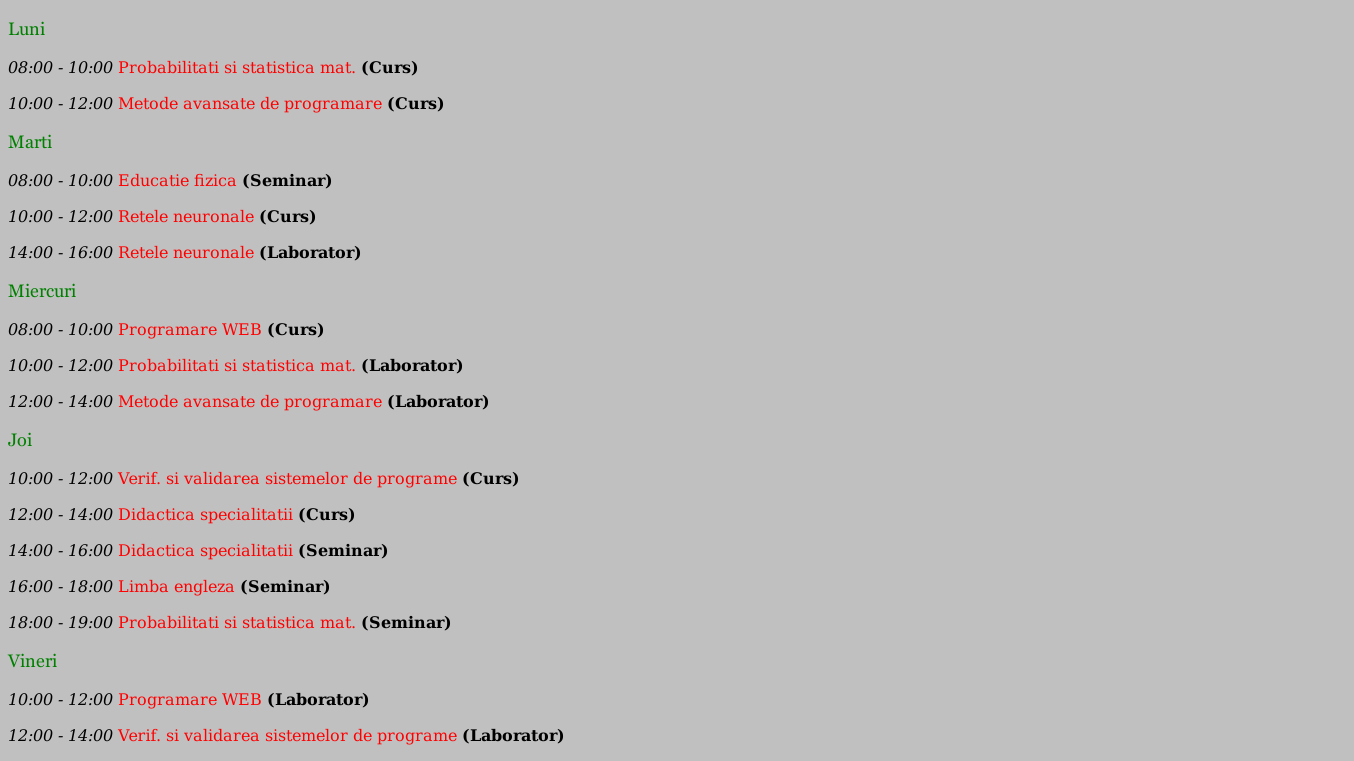 Luni
08:00 - 10:00 Probabilitati si statistica mat. (Curs)
10:00 - 12:00 Metode avansate de programare (Curs)
Marti
08:00 - 10:00 Educatie fizica (Seminar)
10:00 - 12:00 Retele neuronale (Curs)
14:00 - 16:00 Retele neuronale (Laborator)
Miercuri
08:00 - 10:00 Programare WEB (Curs)
10:00 - 12:00 Probabilitati si statistica mat. (Laborator)
12:00 - 14:00 Metode avansate de programare (Laborator)
Joi
10:00 - 12:00 Verif. si validarea sistemelor de programe (Curs)
12:00 - 14:00 Didactica specialitatii (Curs)
14:00 - 16:00 Didactica specialitatii (Seminar)
16:00 - 18:00 Limba engleza (Seminar)
18:00 - 19:00 Probabilitati si statistica mat. (Seminar)
Vineri
10:00 - 12:00 Programare WEB (Laborator)
12:00 - 14:00 Verif. si validarea sistemelor de programe (Laborator)